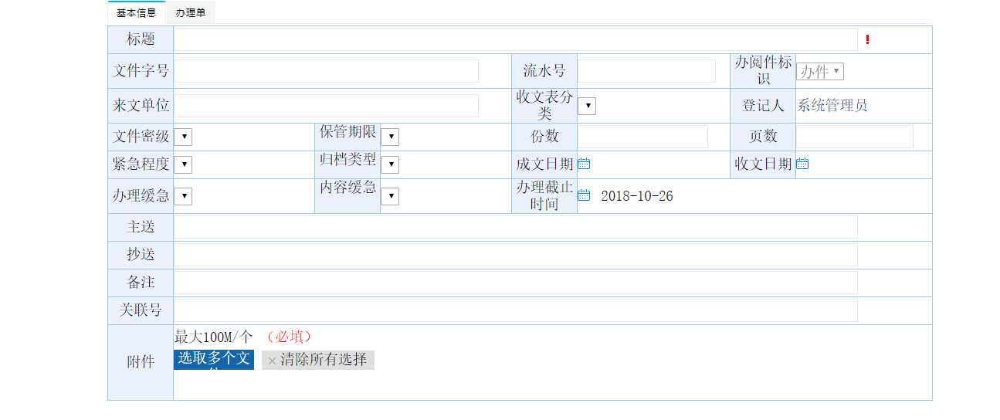 基本信息 办理单
标题
文件字号 流水号 办阅件标
识 办件
来文单位 收文表分
类 登记人 系统管理员
文件密级 保管期限 份数 页数
紧急程度 归档类型 成文日期 收文日期
办理缓急 内容缓急 办理截止
时间 2018-10-26
主送
抄送
备注
关联号
附件 最大100M/个 （必填）
选取多个文
件 × 清除所有选择